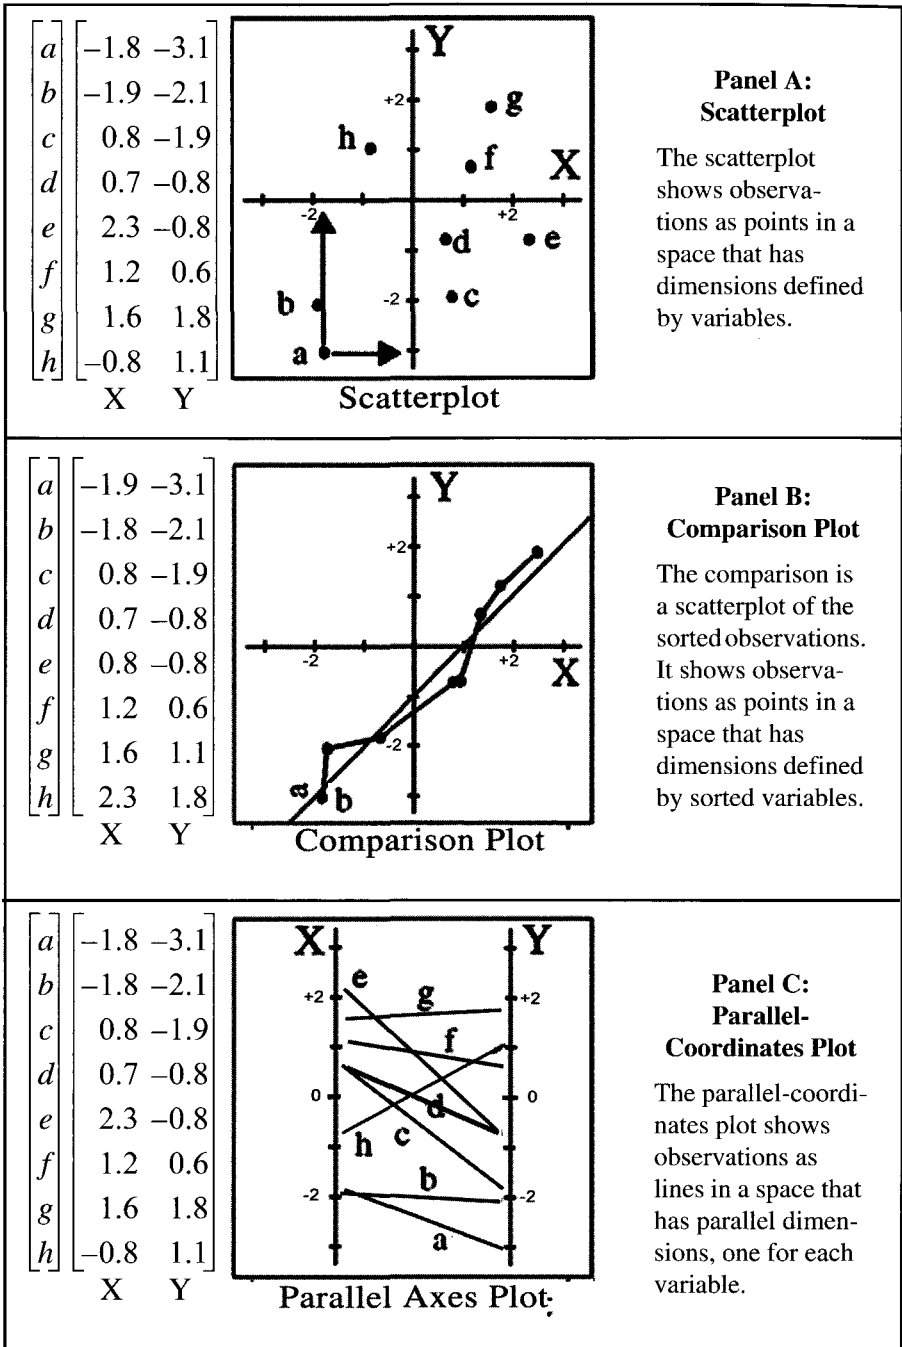 a −1.8 −3.1
b −1.9 −2.1
c 0.8 −1.9
d 0.7 −0.8
e 2.3 −0.8
f 1.2 0.6
g 1.6 1.8
h −0.8 1.1
X Y
Y
+2
g
h
f
X
-2
+2
d
e
b
-2
c
a
Scatterplot
Panel A:
Scatterplot
The scatterplot
shows observa-
tions as points in a
space that has
dimensions defined
by variables.
a −1.9 −3.1
b −1.8 −2.1
c 0.8 −1.9
d 0.7 −0.8
e 0.8 −0.8
f 1.2 0.6
g 1.6 1.1
h 2.3 1.8
X Y
Y
+2
-2
+2
X
-2
a
b
Comparison Plot
Panel B:
Comparison Plot
The comparison is
a scatterplot of the
sorted observations.
It shows observa-
tions as points in a
space that has
dimensions defined
by sorted variables.
a −1.8 −3.1
b −1.8 −2.1
c 0.8 −1.9
d 0.7 −0.8
e 2.3 −0.8
f 1.2 0.6
g 1.6 1.8
h −0.8 1.1
X Y
X Y
e
+2
g
+2
f
0
0
d
c
h
b
-2
-2
a
Parallel Axes Plot
Panel C:
Parallel-
Coordinates Plot
The parallel-coordi-
nates plot shows
observations as
lines in a space that
has parallel dimen-
sions, one for each
variable.